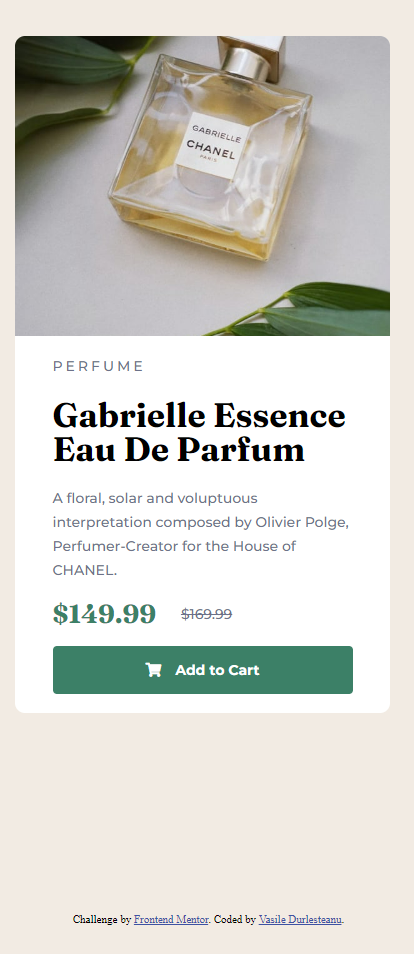 GABRIELLE
CHANEL
PARIS
PERFUME
Gabrielle Essence
Eau De Parfum
A floral, solar and voluptuous
interpretation composed by Olivier Polge,
Perfumer-Creator for the House of
CHANEL.
$149.99 $169.99
Add to Cart
Challenge by Frontend Mentor. Coded by Vasile Durlesteanu.